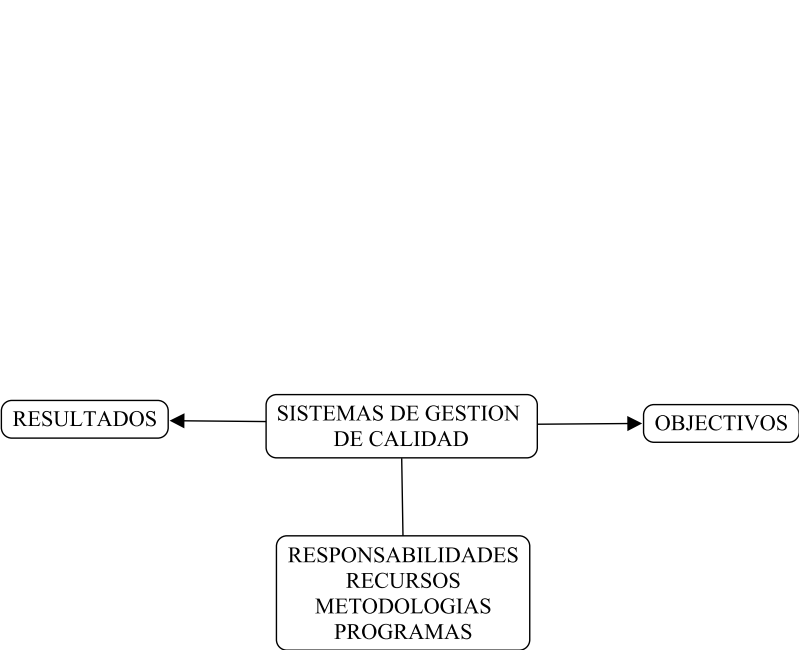 RESULTADOS
SISTEMAS DE GESTION
DE CALIDAD
OBJECTIVOS
RESPONSABILIDADES
RECURSOS
METODOLOGIAS
PROGRAMAS